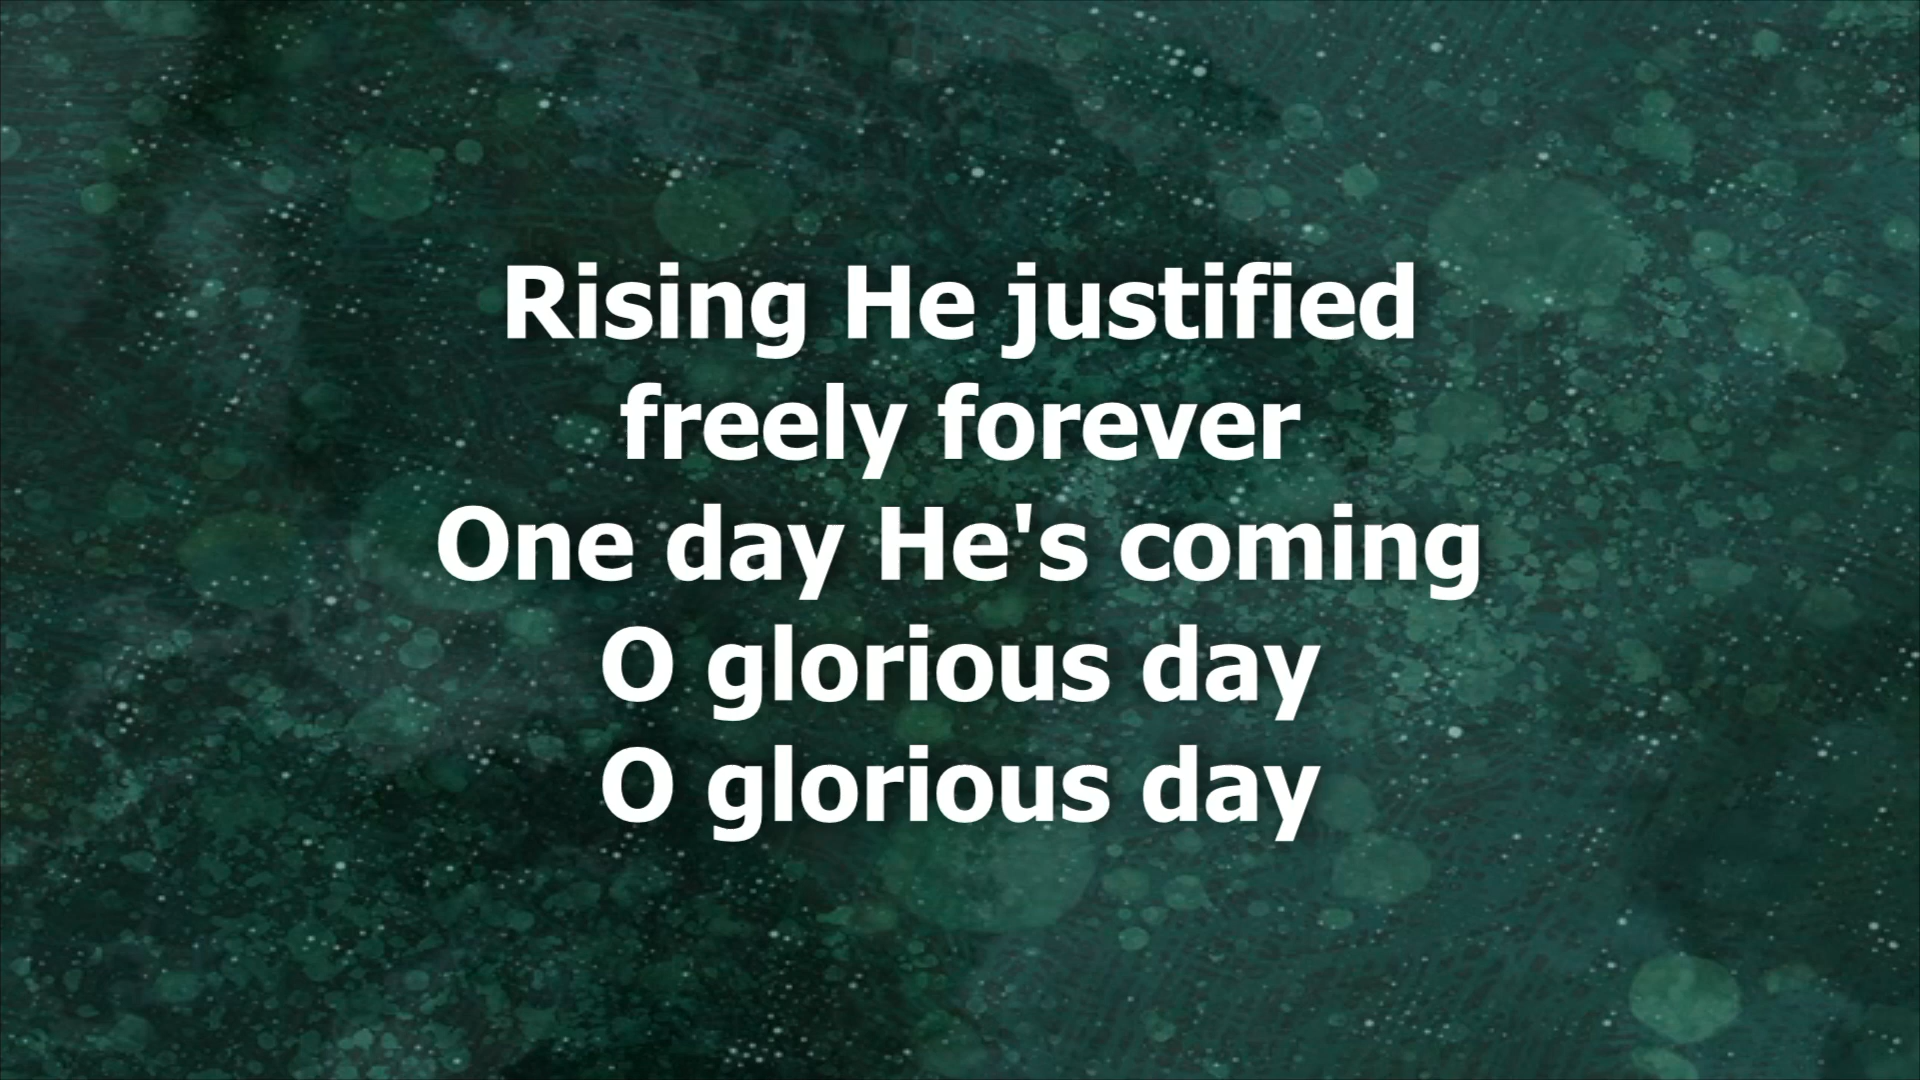 Rising He justified
freely forever
One day He's coming
O glorious day
O glorious day